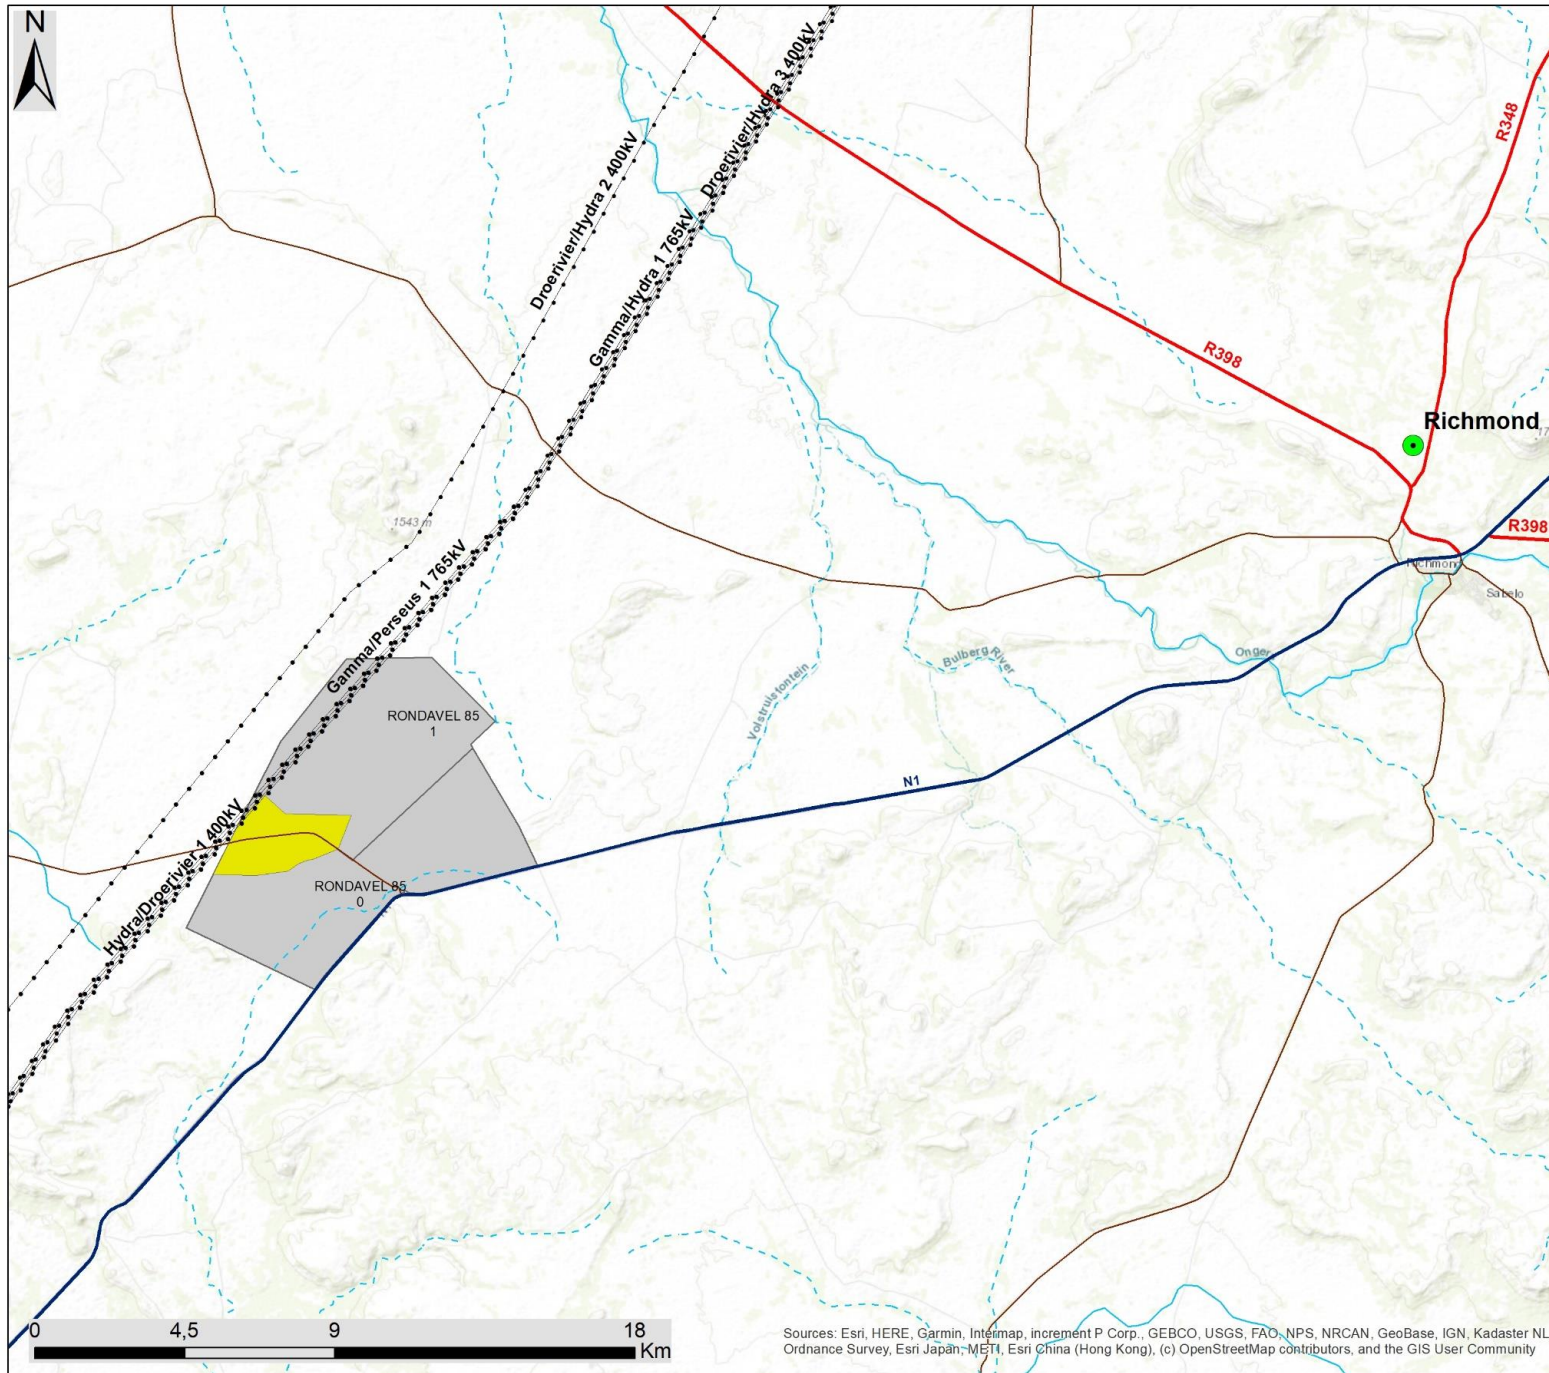 N
Droerivier/Hydra 3 400kV
R348
Droerivier/Hydra 2 400kV
Gamma/Hydra 1 765kV
R398
Richmond
1543 m
R398
Gamma/Perseus 1 765kV
Richmond
Sabelo
Ongers
Bulberg River
Volstruisfontein
RONDAVEL 85
1
N1
Hydra/Droerivier 1 400kV
RONDAVEL 85
0
0 4,5 9 18
Km
Sources: Esri, HERE, Garmin, Intermap, increment P Corp., GEBCO, USGS, FAO, NPS, NRCAN, GeoBase, IGN, Kadaster NL,
Ordnance Survey, Esri Japan, METI, Esri China (Hong Kong), (c) OpenStreetMap contributors, and the GIS User Community